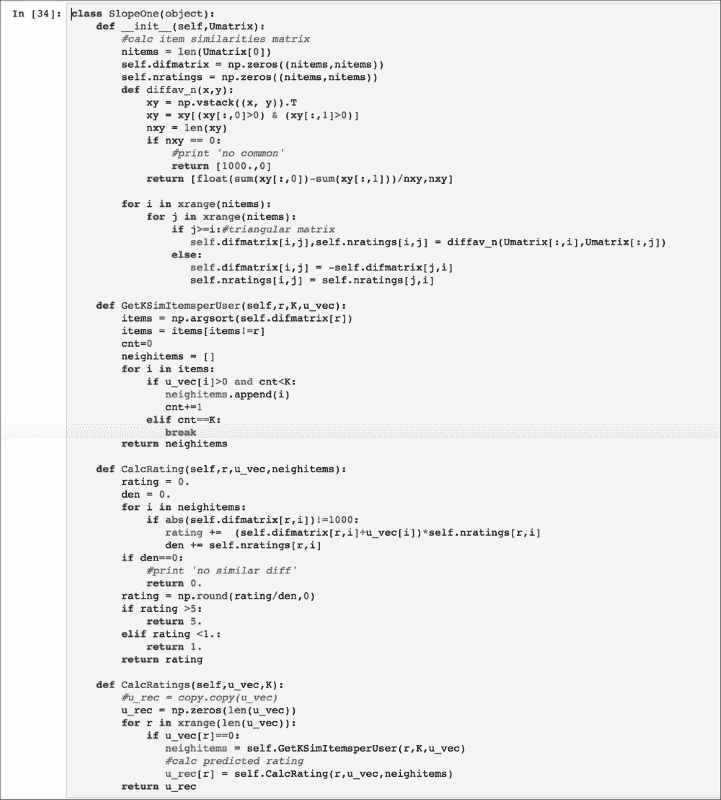 In [34]: class SlopeOne(object):
    def __init__(self,Umatrix):
        #calc item similarities matrix
        nitems = len(Umatrix[0])
        self.difmatrix = np.zeros((nitems,nitems))
        self.nratings = np.zeros((nitems,nitems))
        def diffav_n(x,y):
            xy = np.vstack((x, y)).T
            xy = xy[(xy[:,0]>0) & (xy[:,1]>0)]
            nxy = len(xy)
            if nxy == 0:
                #print 'no common'
                return [1000.,0]
            return [float(sum(xy[:,0])-sum(xy[:,1]))/nxy,nxy]

        for i in xrange(nitems):
            for j in xrange(nitems):
                if j>=i:#triangular matrix
                    self.difmatrix[i,j],self.nratings[i,j] = diffav_n(Umatrix[:,i],Umatrix[:,j])
                else:
                    self.difmatrix[i,j] = -self.difmatrix[j,i]
                    self.nratings[i,j] = self.nratings[j,i]

    def GetKSimItemsperUser(self,r,K,u_vec):
        items = np.argsort(self.difmatrix[r])
        items = items[items!=r]
        cnt=0
        neighitems = []
        for i in items:
            if u_vec[i]>0 and cnt<K:
                neighitems.append(i)
                cnt+=1
            elif cnt==K:
                break
        return neighitems

    def CalcRating(self,r,u_vec,neighitems):
        rating = 0.
        den = 0.
        for i in neighitems:
            if abs(self.difmatrix[r,i])!=1000:
                rating +=  (self.difmatrix[r,i]+u_vec[i])*self.nratings[r,i]
                den += self.nratings[r,i]
        if den==0:
            #print 'no similar diff'
            return 0.
        rating = np.round(rating/den,0)
        if rating >5:
            return 5.
        elif rating <1.:
            return 1.
        return rating

    def CalcRatings(self,u_vec,K):
        #u_rec = copy.copy(u_vec)
        u_rec = np.zeros(len(u_vec))
        for r in xrange(len(u_vec)):
            if u_vec[r]==0:
                neighitems = self.GetKSimItemsperUser(r,K,u_vec)
                #calc predicted rating
                u_rec[r] = self.CalcRating(r,u_vec,neighitems)
        return u_rec